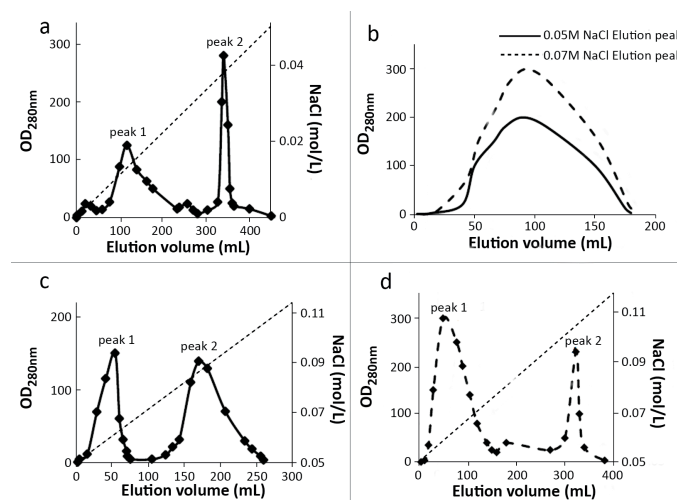 a
peak 1
peak 2
300
200
100
0
OD280nm
0.04
0.02
0
NaCl (mol/L)
0
100
200
300
400
Elution volume (mL)
b
0.05M NaCl Elution peal
0.07M NaCl Elution peal
300
200
100
0
OD280nm
0
50
100
150
200
Elution volume (mL)
c
peak 1
peak 2
200
100
0
OD280nm
0.11
0.09
0.07
0.05
NaCl (mol/L)
0
50
100
150
200
250
300
Elution volume (mL)
d
peak 1
peak 2
300
200
100
0
OD280nm
0.11
0.09
0.07
0.05
NaCl (mol/L)
0
100
200
300
400
Elution volume (mL)